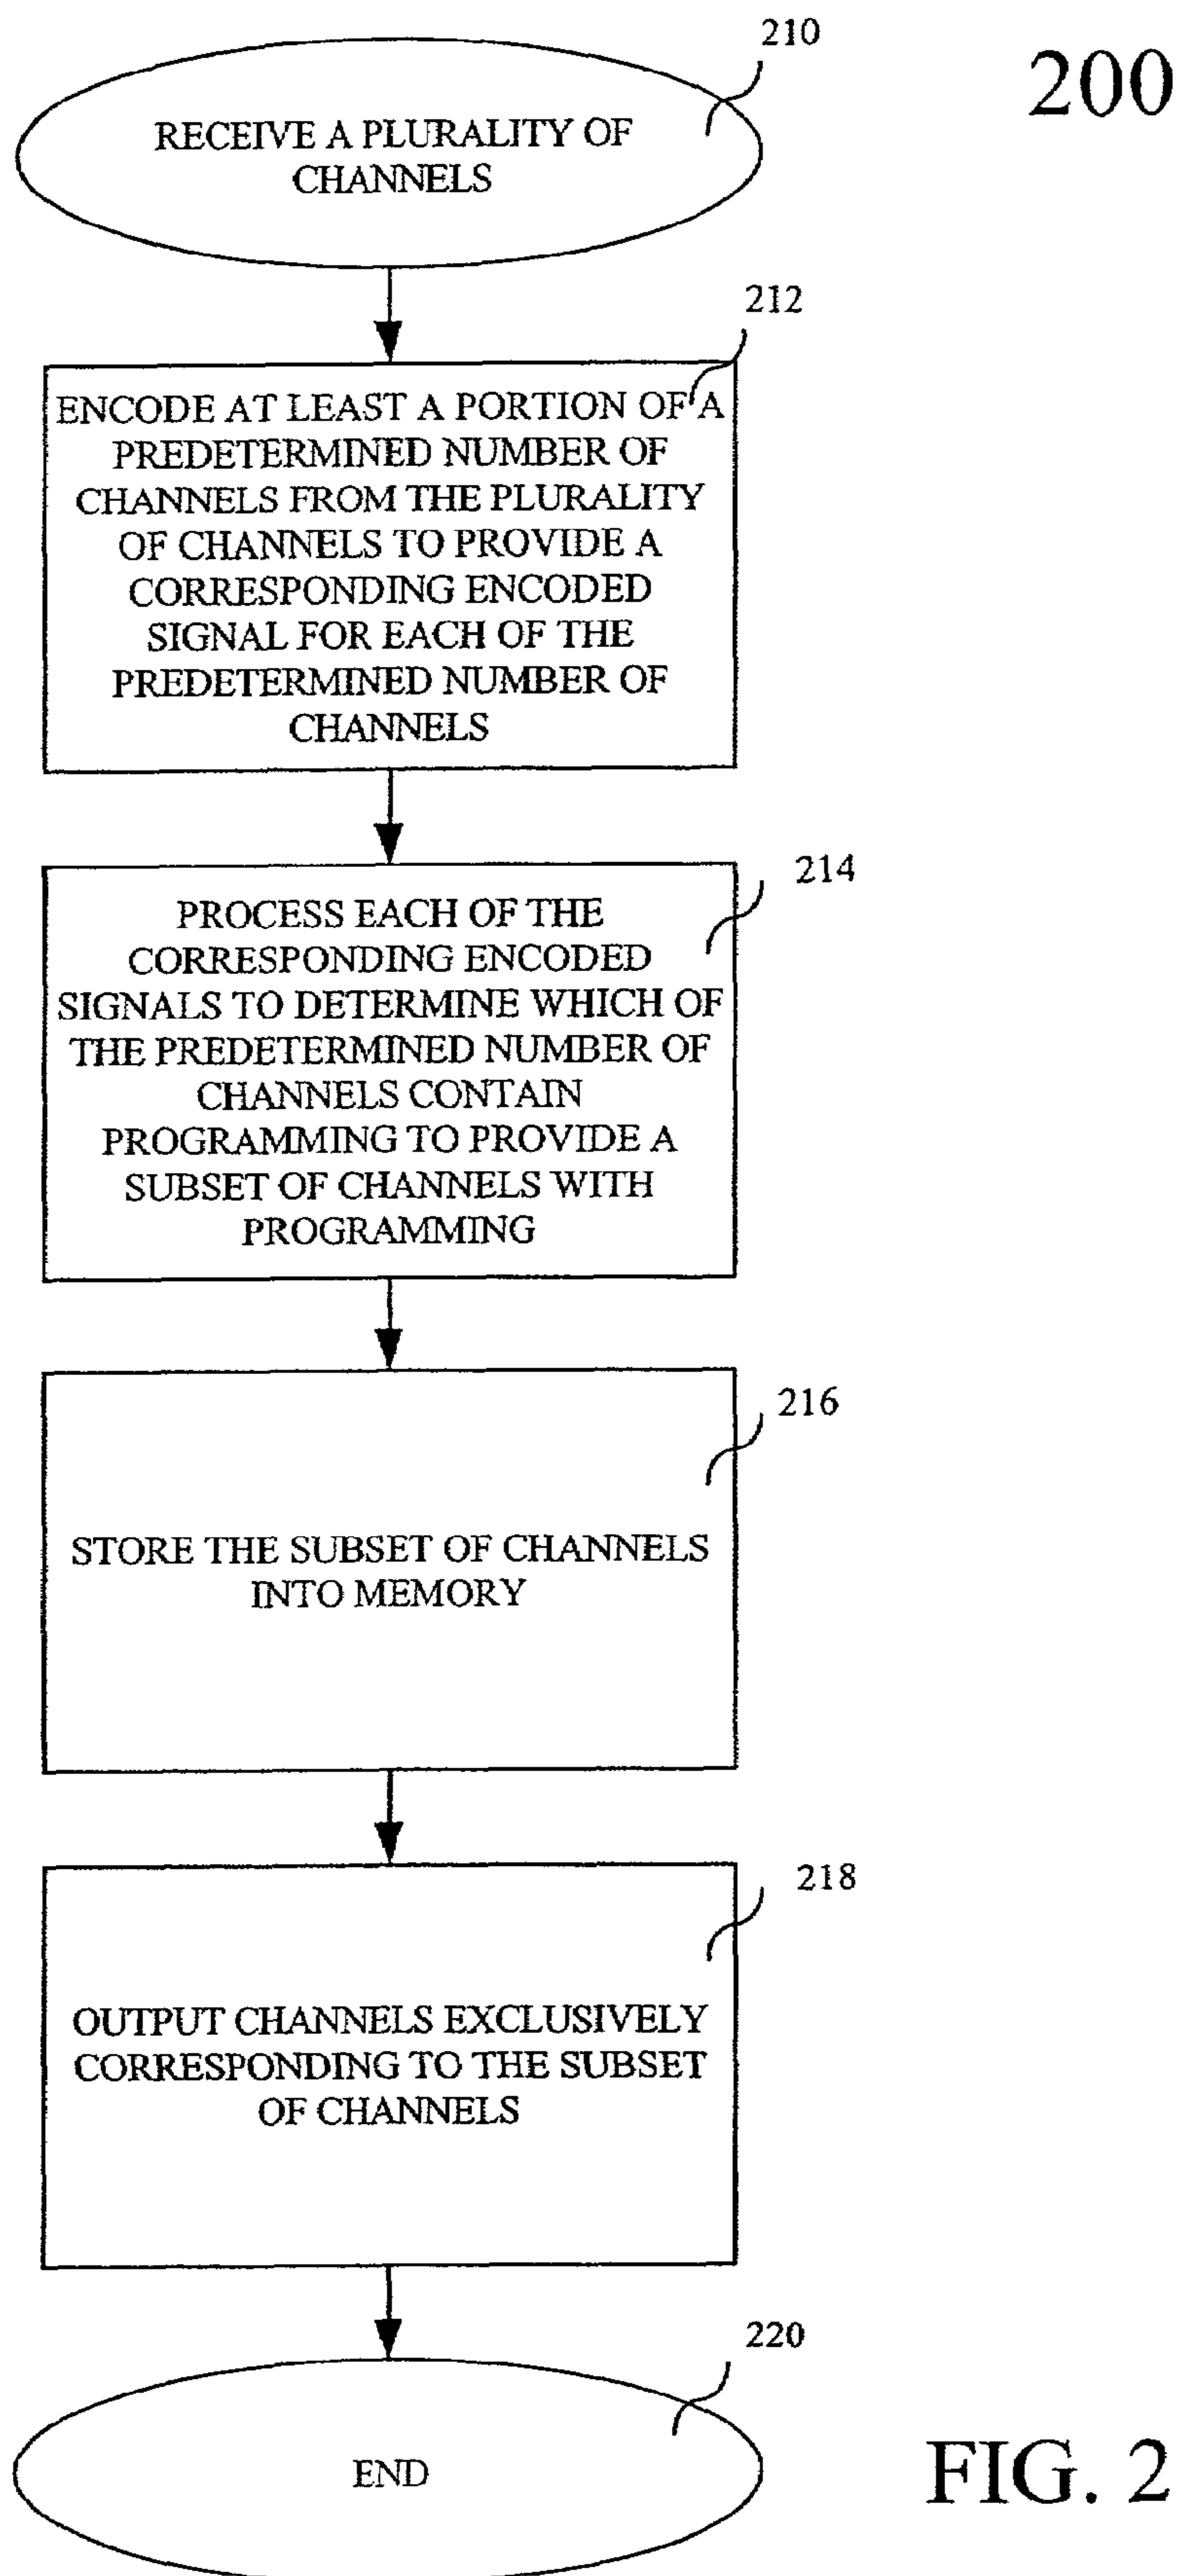 210
200
RECEIVE A PLURALITY OF
CHANNELS
212
ENCODE AT LEAST A PORTION OF A
PREDETERMINED NUMBER OF
CHANNELS FROM THE PLURALITY
OF CHANNELS TO PROVIDE A
CORRESPONDING ENCODED
SIGNAL FOR EACH OF THE
PREDETERMINED NUMBER OF
CHANNELS
214
PROCESS EACH OF THE
CORRESPONDING ENCODED
SIGNALS TO DETERMINE WHICH OF
THE PREDETERMINED NUMBER OF
CHANNELS CONTAIN
PROGRAMMING TO PROVIDE A
SUBSET OF CHANNELS WITH
PROGRAMMING
216
STORE THE SUBSET OF CHANNELS
INTO MEMORY
218
OUTPUT CHANNELS EXCLUSIVELY
CORRESPONDING TO THE SUBSET
OF CHANNELS
220
END
FIG. 2